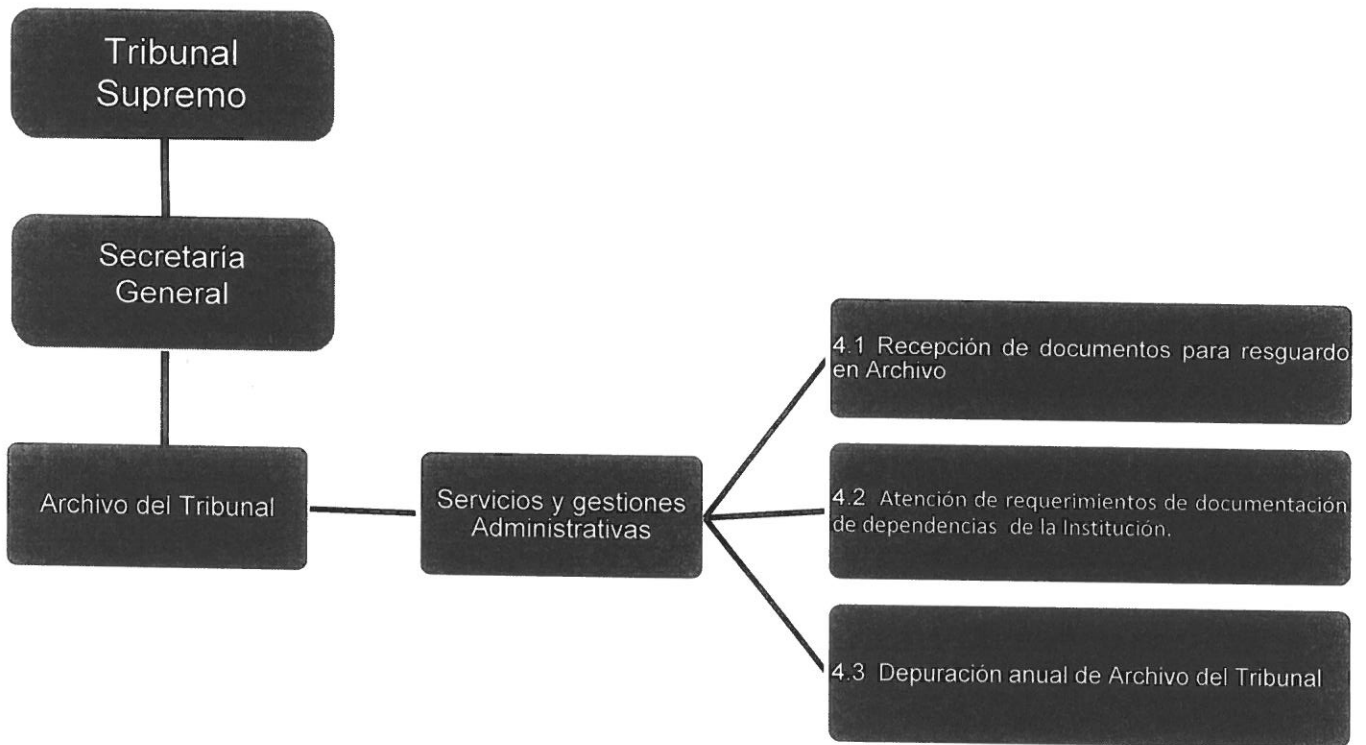 Tribunal
Supremo
Secretaría
General
Archivo del Tribunal
Servicios y gestiones
Administrativas
4.1 Recepción de documentos para resguardo
en Archivo
4.2 Atención de requerimientos de documentación
de dependencias de la Institución.
4.3 Depuración anual de Archivo del Tribunal